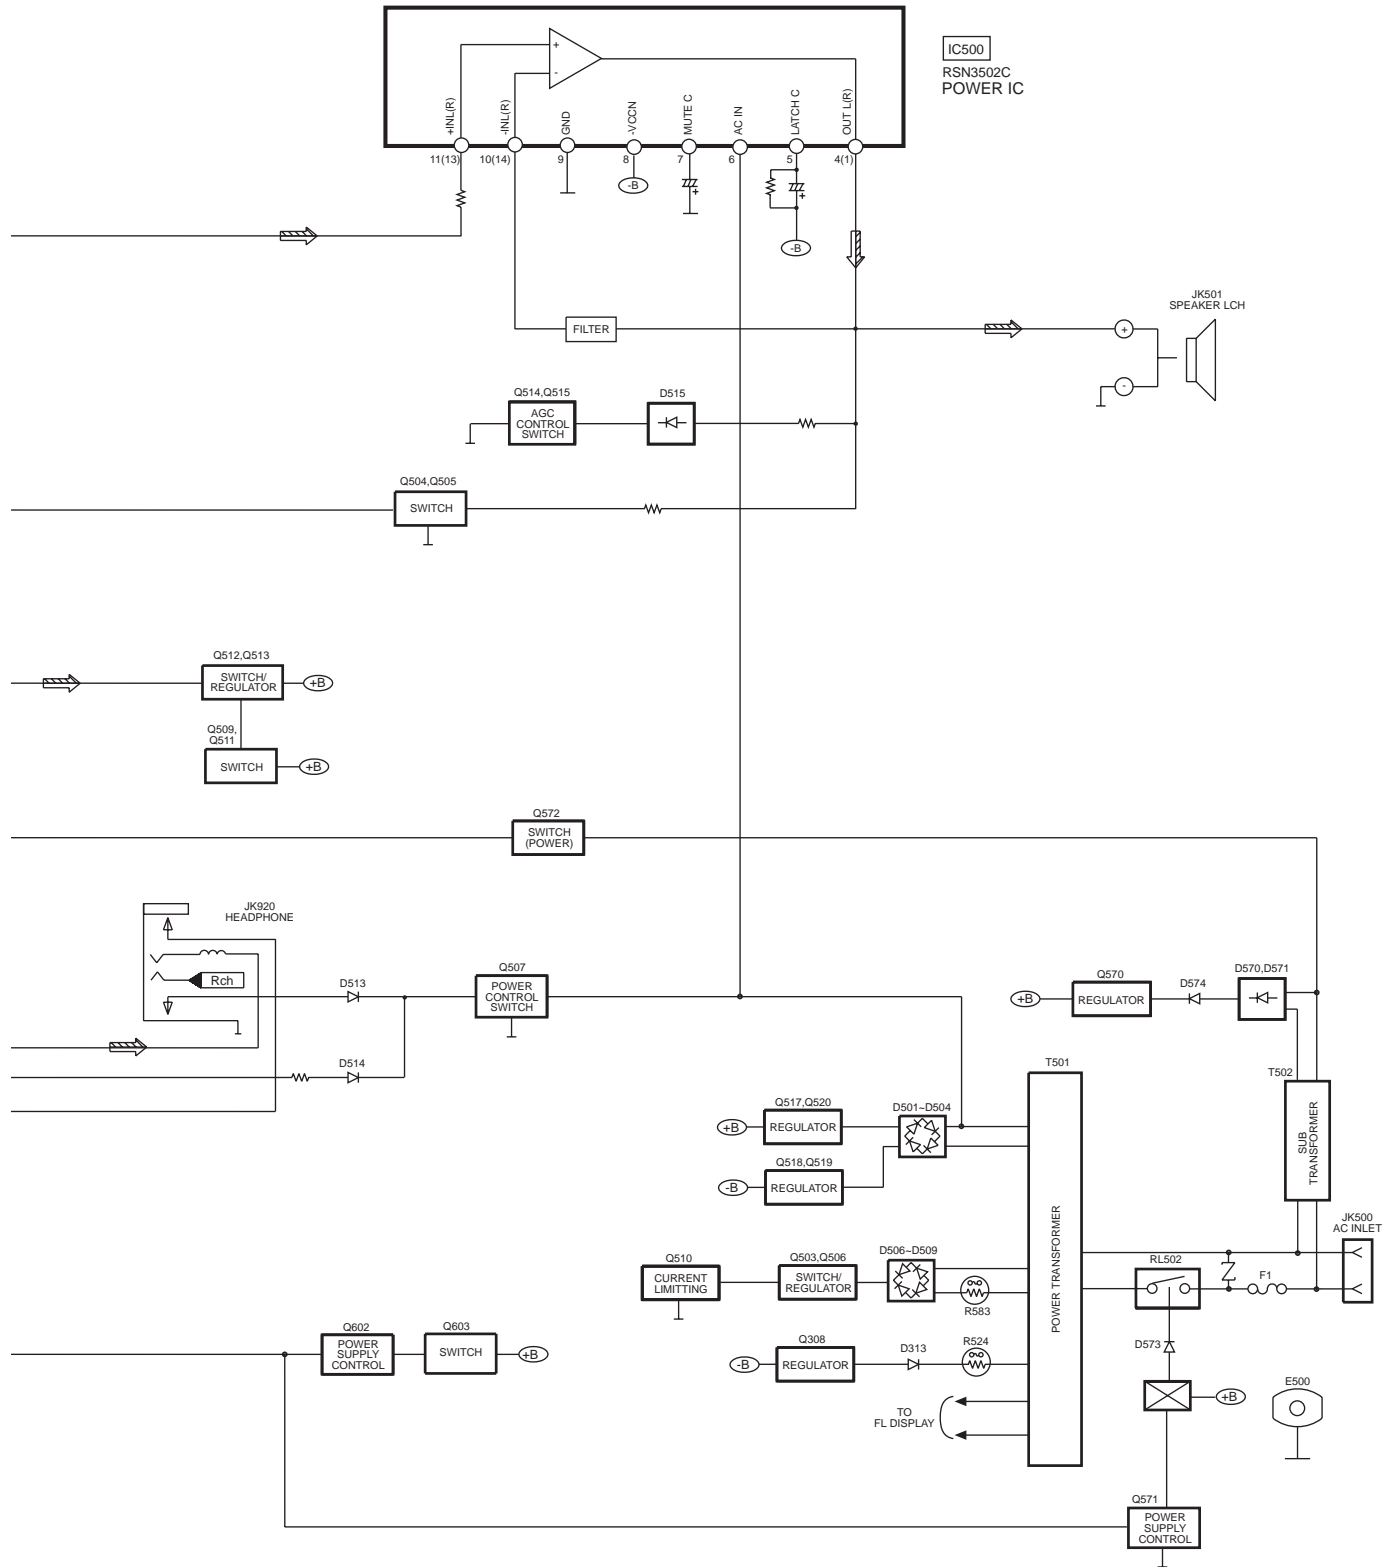 IC500
RSN3502C
POWER IC
+
-
+INL(R)
-INL(R)
GND
-VCCN
MUTE C
AC IN
LATCH C
OUT L(R)
11(13)
10(14)
9
8
7
6
5
4(1)
-B
+
+
-B
JK501
SPEAKER LCH
FILTER
+
-
Q514,Q515
AGC
CONTROL
SWITCH
D515
Q504,Q505
SWITCH
Q512,Q513
SWITCH/
REGULATOR
+B
Q509,
Q511
SWITCH
+B
Q572
SWITCH
(POWER)
JK920
HEADPHONE
Rch
D513
Q507
POWER
CONTROL
SWITCH
D514
Q570
REGULATOR
+B
D574
D570,D571
T501
T502
SUB
TRANSFORMER
Q517,Q520
+B
REGULATOR
D501~D504
Q518,Q519
-B
REGULATOR
POWER TRANSFORMER
JK500
AC INLET
Q510
CURRENT
LIMITTING
Q503,Q506
SWITCH/
REGULATOR
D506~D509
R583
RL502
F1
Q602
POWER
SUPPLY
CONTROL
Q603
SWITCH
+B
Q308
-B
REGULATOR
D313
R524
D573
+B
E500
TO
FL DISPLAY
Q571
POWER
SUPPLY
CONTROL